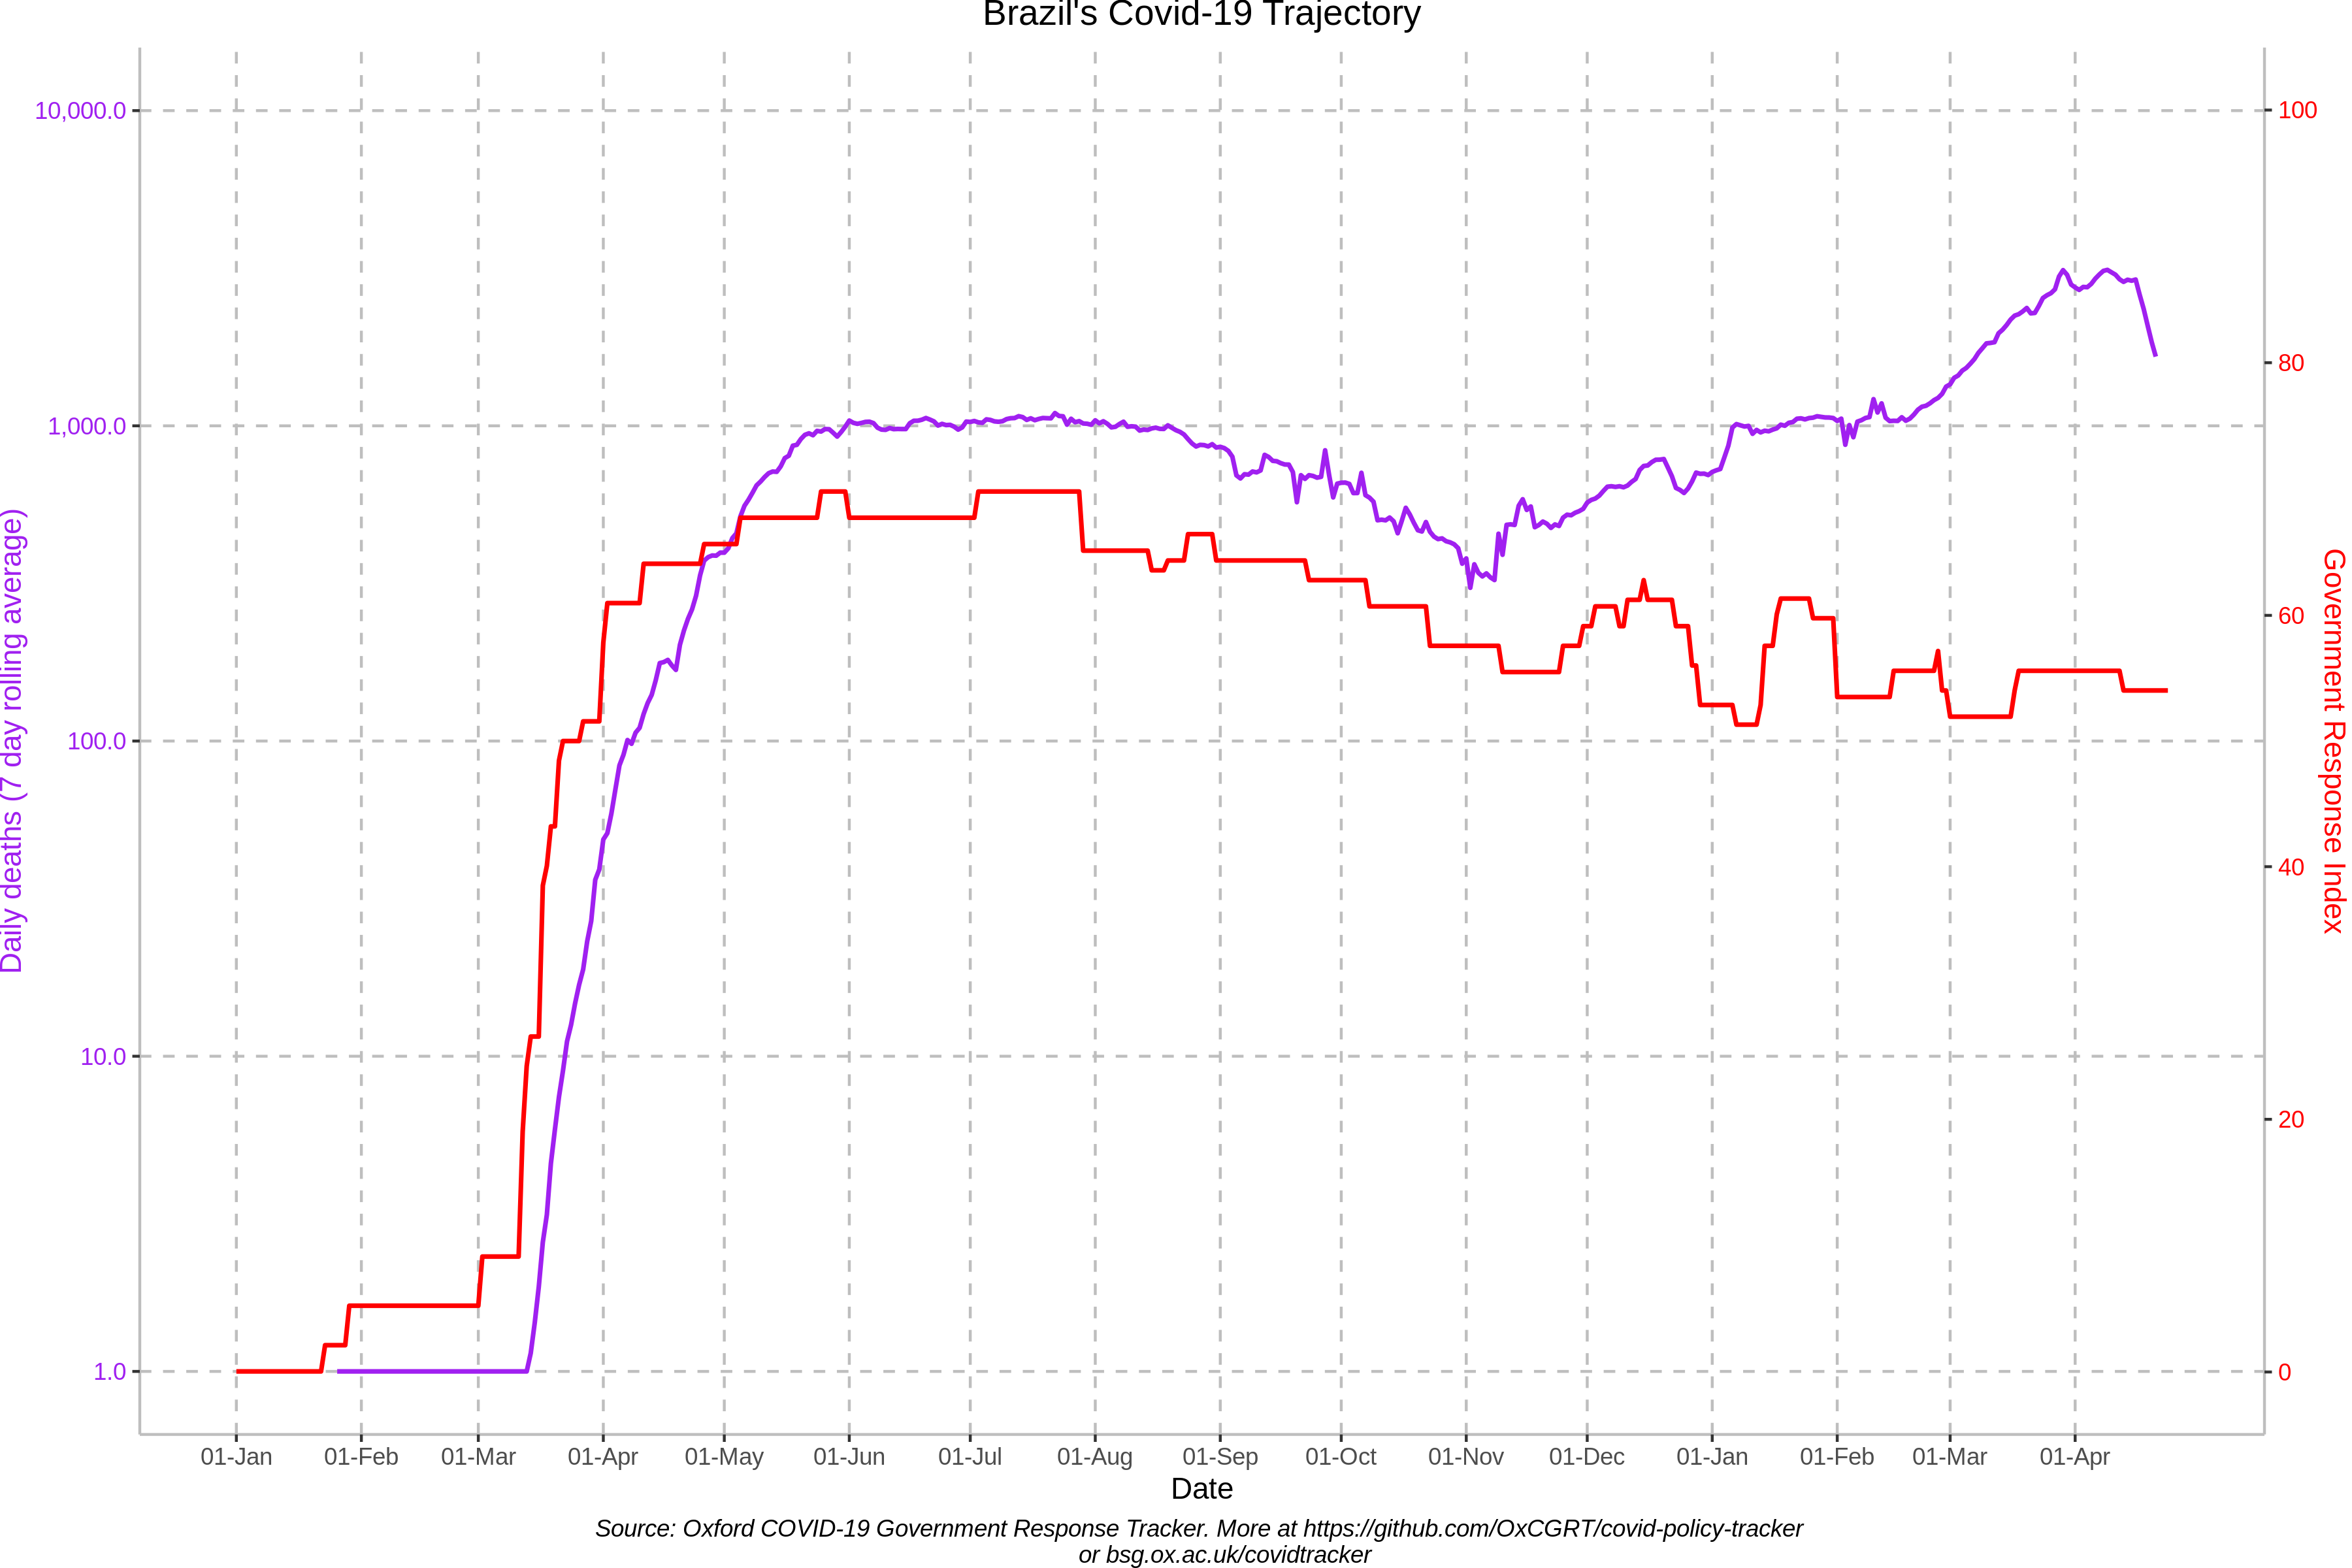 Brazil's Covid-19 Trajectory
10,000.0
1,000.0
100.0
10.0
1.0
Daily deaths (7 day rolling average)
100
80
60
40
20
0
Government Response Index
01-Jan
01-Feb
01-Mar
01-Apr
01-May
01-Jun
01-Jul
01-Aug
01-Sep
01-Oct
01-Nov
01-Dec
01-Jan
01-Feb
01-Mar
01-Apr
Date
Source: Oxford COVID-19 Government Response Tracker. More at https://github.com/OxCGRT/covid-policy-tracker
or bsg.ox.ac.uk/covidtracker